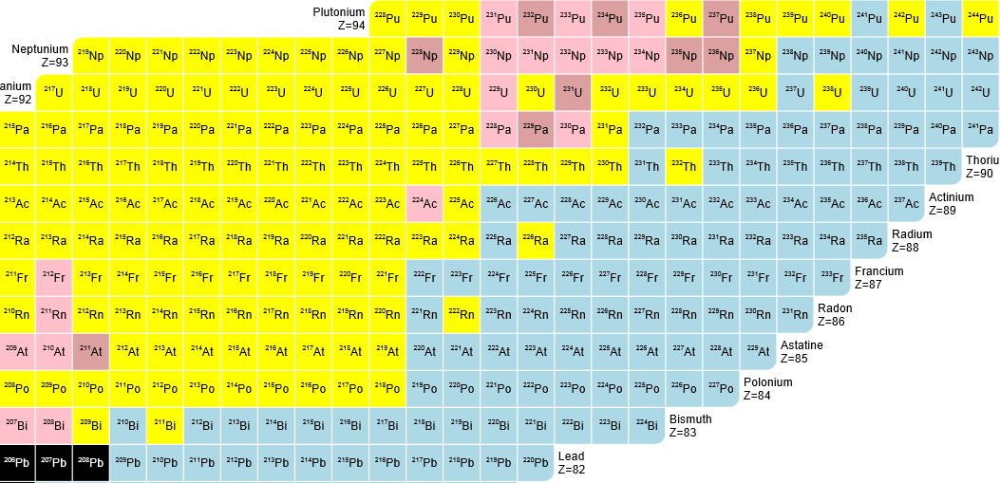 Plutonium
Z=94
228Pu 229Pu 230Pu 231Pu 232Pu 233Pu 234Pu 235Pu 236Pu 237Pu 238Pu 239Pu 240Pu 241Pu 242Pu 243Pu 244Pu
Neptunium
Z=93
219Np 220Np 221Np 222Np 223Np 224Np 225Np 226Np 227Np 228Np 229Np 230Np 231Np 232Np 233Np 234Np 235Np 236Np 237Np 238Np 239Np 240Np 241Np 242Np 243Np
anium
Z=92
217U 218U 219U 220U 221U 222U 223U 224U 225U 226U 227U 228U 229U 230U 231U 232U 233U 234U 235U 236U 237U 238U 239U 240U 241U 242U
215Pa 216Pa 217Pa 218Pa 219Pa 220Pa 221Pa 222Pa 223Pa 224Pa 225Pa 226Pa 227Pa 228Pa 229Pa 230Pa 231Pa 232Pa 233Pa 234Pa 235Pa 236Pa 237Pa 238Pa 239Pa 240Pa 241Pa
214Th 215Th 216Th 217Th 218Th 219Th 220Th 221Th 222Th 223Th 224Th 225Th 226Th 227Th 228Th 229Th 230Th 231Th 232Th 233Th 234Th 235Th 236Th 237Th 238Th 239Th
Thoriu
Z=90
213Ac 214Ac 215Ac 216Ac 217Ac 218Ac 219Ac 220Ac 221Ac 222Ac 223Ac 224Ac 225Ac 226Ac 227Ac 228Ac 229Ac 230Ac 231Ac 232Ac 233Ac 234Ac 235Ac 236Ac 237Ac
Actinium
Z=89
212Ra 213Ra 214Ra 215Ra 216Ra 217Ra 218Ra 219Ra 220Ra 221Ra 222Ra 223Ra 224Ra 225Ra 226Ra 227Ra 228Ra 229Ra 230Ra 231Ra 232Ra 233Ra 234Ra 235Ra
Radium
Z=88
211Fr 212Fr 213Fr 214Fr 215Fr 216Fr 217Fr 218Fr 219Fr 220Fr 221Fr 222Fr 223Fr 224Fr 225Fr 226Fr 227Fr 228Fr 229Fr 230Fr 231Fr 232Fr 233Fr
Francium
Z=87
210Rn 211Rn 212Rn 213Rn 214Rn 215Rn 216Rn 217Rn 218Rn 219Rn 220Rn 221Rn 222Rn 223Rn 224Rn 225Rn 226Rn 227Rn 228Rn 229Rn 230Rn 231Rn
Radon
Z=86
209At 210At 211At 212At 213At 214At 215At 216At 217At 218At 219At 220At 221At 222At 223At 224At 225At 226At 227At 228At 229At
Astatine
Z=85
208Po 209Po 210Po 211Po 212Po 213Po 214Po 215Po 216Po 217Po 218Po 219Po 220Po 221Po 222Po 223Po 224Po 225Po 226Po 227Po
Polonium
Z=84
207Bi 208Bi 209Bi 210Bi 211Bi 212Bi 213Bi 214Bi 215Bi 216Bi 217Bi 218Bi 219Bi 220Bi 221Bi 222Bi 223Bi 224Bi
Bismuth
Z=83
206Pb 207Pb 208Pb 209Pb 210Pb 211Pb 212Pb 213Pb 214Pb 215Pb 216Pb 217Pb 218Pb 219Pb 220Pb
Lead
Z=82